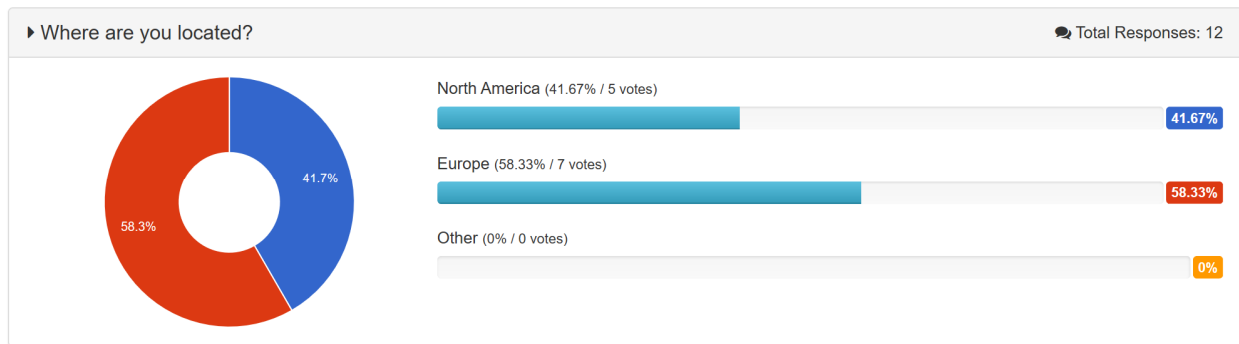 Where are you located?
Total Responses: 12
41.7%
58.3%
North America (41.67% / 5 votes)
41.67%
Europe (58.33% / 7 votes)
58.33%
Other (0% / 0 votes)
0%